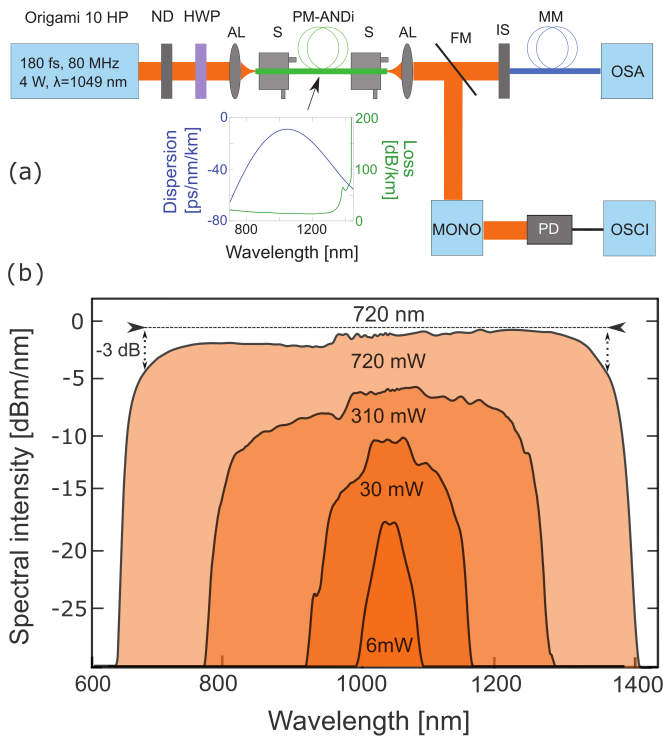 Origami 10 HP ND HWP AL S PM-ANDi S AL FM IS MM
180 fs, 80 MHz
4 W, λ=1049 nm
OSA
(a)
Dispersion
[ps/nm/km]
0
-40
-80
200
100
0
Loss
[dB/km]
800 1200
Wavelength [nm]
MONO PD OSCI
(b)
Spectral intensity [dBm/nm]
0
-5
-10
-15
-20
-25
720 nm
-3 dB
720 mW
310 mW
30 mW
6mW
600 800 1000 1200 1400
Wavelength [nm]